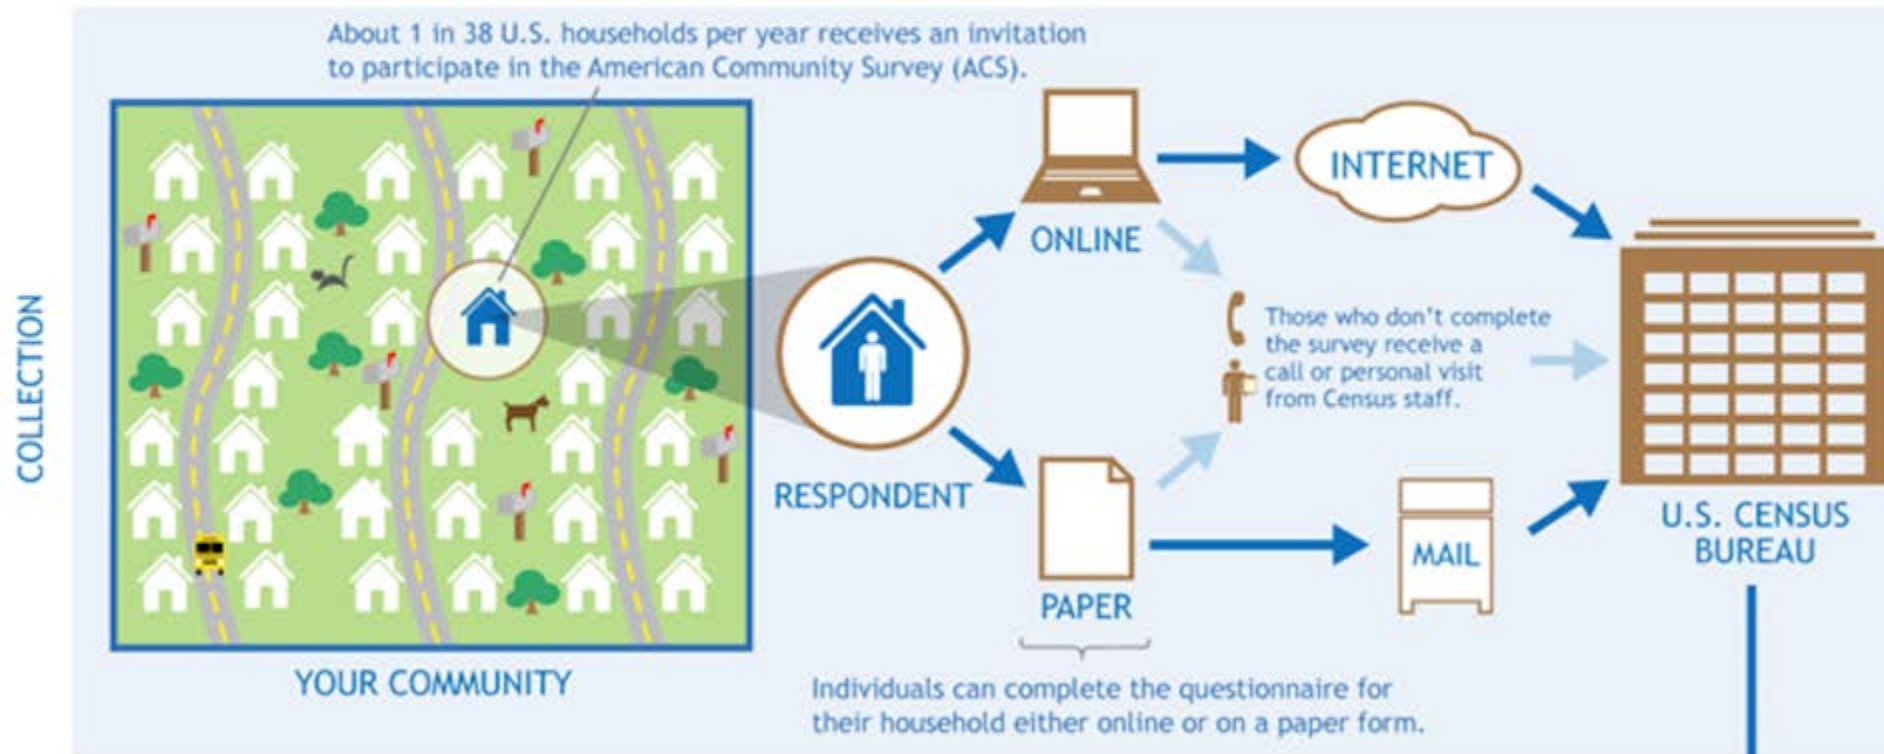 About 1 in 38 U.S. households per year receives an invitation
to participate in the American Community Survey (ACS).
COLLECTION
YOUR COMMUNITY
RESPONDENT
ONLINE
INTERNET
Those who don't complete
the survey receive a
call or personal visit
from Census staff.
PAPER
MAIL
U.S. CENSUS
BUREAU
Individuals can complete the questionnaire for
their household either online or on a paper form.